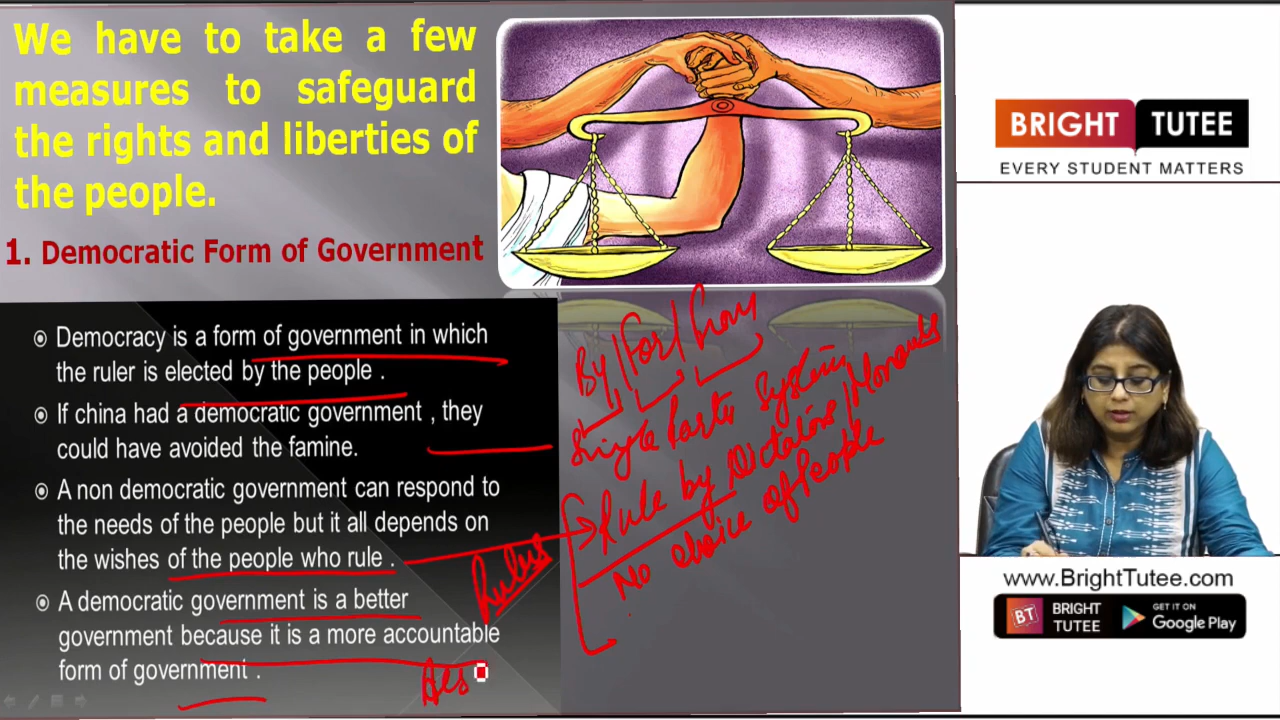 We have to take a few
measures to safeguard
the rights and liberties of
the people.
1. Democratic Form of Government
Democracy is a form of government in which
the ruler is elected by the people .
If china had a democratic government , they
could have avoided the famine.
A non democratic government can respond to
the needs of the people but it all depends on
the wishes of the people who rule .
A democratic government is a better
government because it is a more accountable
form of government .
By/For/From
Single Party System
Rule by Dictators/Monarchs
No choice of People
Rulers
BRIGHT TUTEE
EVERY STUDENT MATTERS
www.BrightTutee.com
BT
BRIGHT
TUTEE
GET IT ON
Google Play